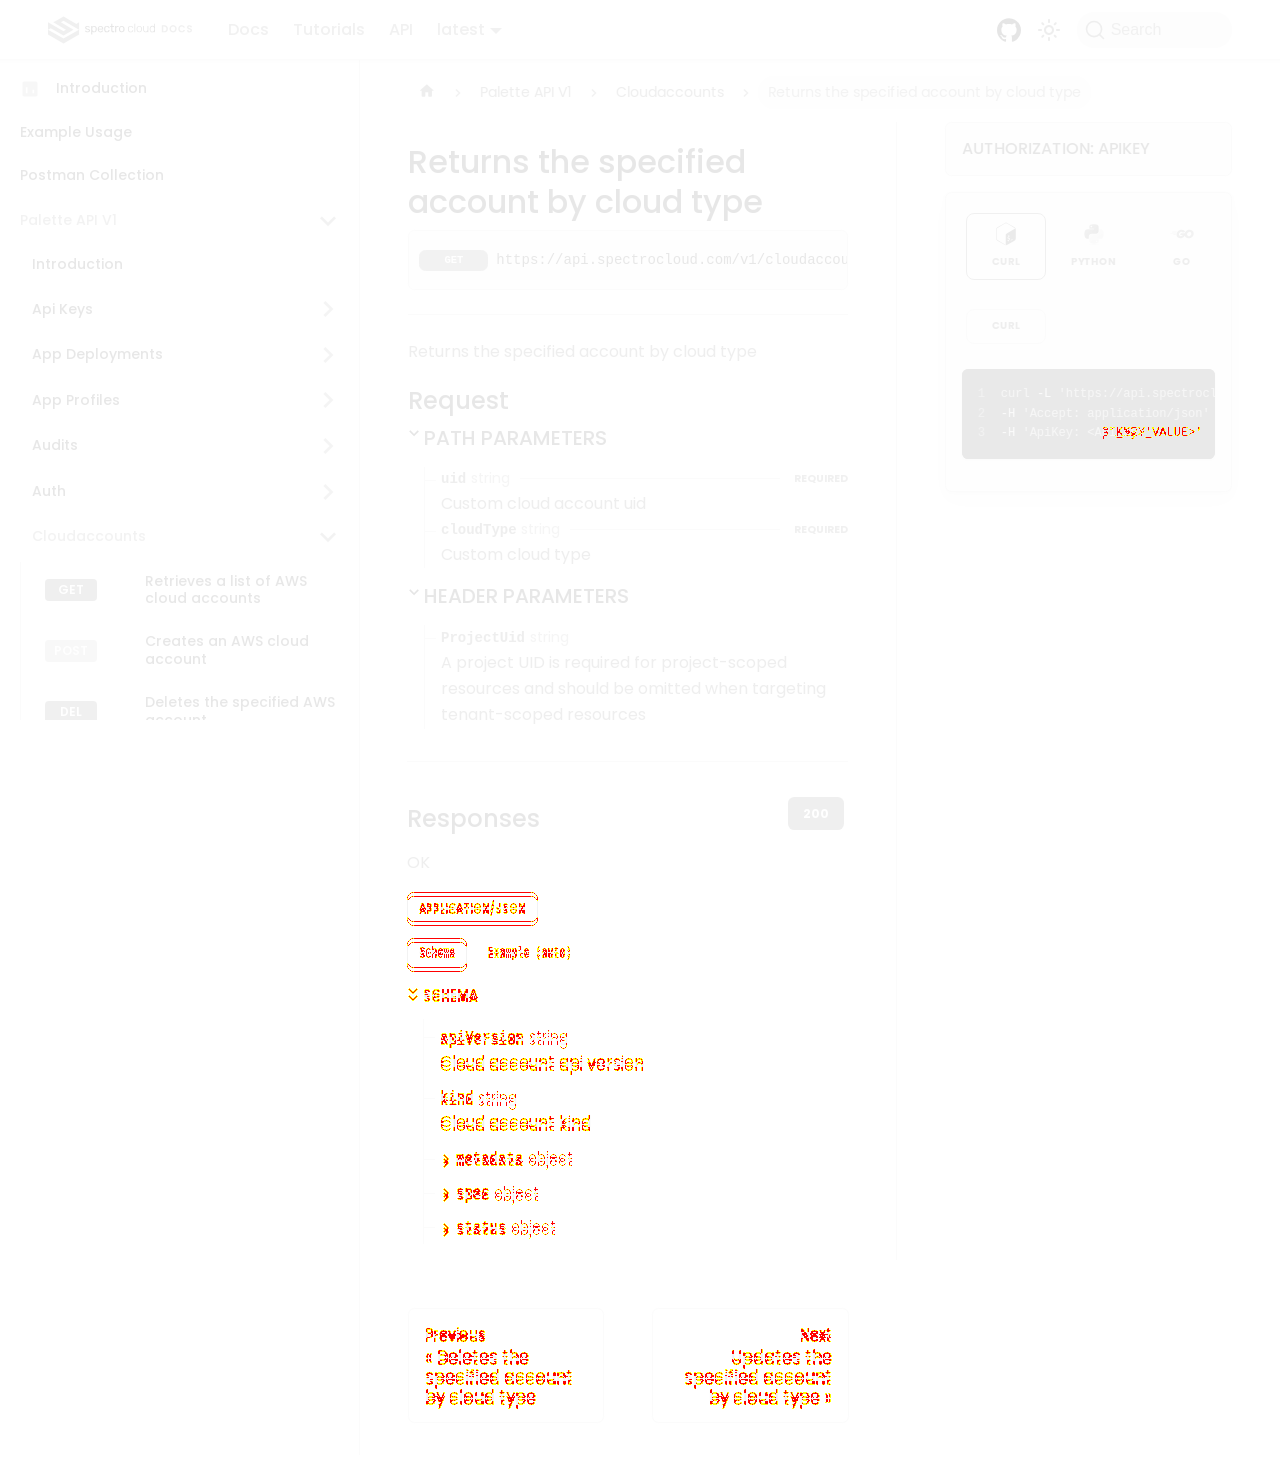 spectro cloud DOCS
Docs
Tutorials
API
latest
Search
Introduction
Example Usage
Postman Collection
Palette API V1
Introduction
Api Keys
App Deployments
App Profiles
Audits
Auth
Cloudaccounts
GET Retrieves a list of AWS
cloud accounts
POST Creates an AWS cloud
account
DEL Deletes the specified AWS
account
Palette API V1
Cloudaccounts
Returns the specified account by cloud type
Returns the specified
account by cloud type
GET https://api.spectrocloud.com/v1/cloudaccou
Returns the specified account by cloud type
Request
PATH PARAMETERS
uid string REQUIRED
Custom cloud account uid
cloudType string REQUIRED
Custom cloud type
HEADER PARAMETERS
ProjectUid string
A project UID is required for project-scoped
resources and should be omitted when targeting
tenant-scoped resources
Responses
200
OK
APPLICATION/JSON
Schema Example (auto)
SCHEMA
apiVersion string
Cloud account api version
kind string
Cloud account kind
metadata object
spec object
status object
Previous
« Deletes the
specified account
by cloud type
Next
Updates the
specified account
by cloud type »
AUTHORIZATION: APIKEY
CURL
PYTHON
GO
GO
CURL
1 curl -L 'https://api.spectrocl
2 -H 'Accept: application/json'
3 -H 'ApiKey: VALUE>'